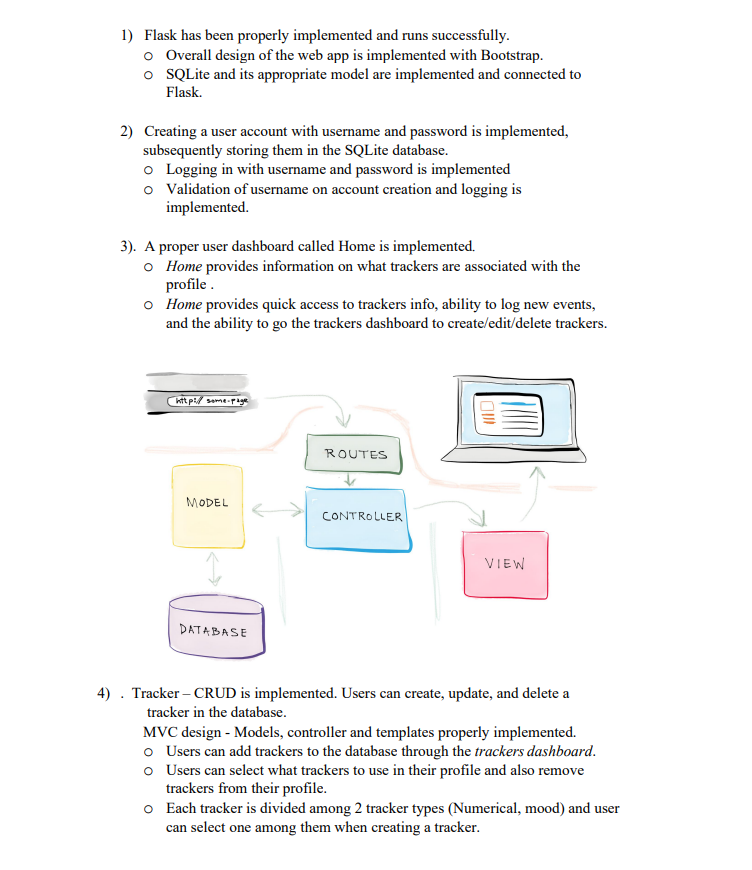 1) Flask has been properly implemented and runs successfully.
o Overall design of the web app is implemented with Bootstrap.
o SQLite and its appropriate model are implemented and connected to
Flask.
2) Creating a user account with username and password is implemented,
subsequently storing them in the SQLite database.
o Logging in with username and password is implemented
o Validation of username on account creation and logging is
implemented.
3). A proper user dashboard called Home is implemented.
o Home provides information on what trackers are associated with the
profile .
o Home provides quick access to trackers info, ability to log new events,
and the ability to go the trackers dashboard to create/edit/delete trackers.
http:// some-page
ROUTES
MODEL
CONTROLLER
VIEW
DATABASE
4) . Tracker – CRUD is implemented. Users can create, update, and delete a
tracker in the database.
MVC design - Models, controller and templates properly implemented.
o Users can add trackers to the database through the trackers dashboard.
o Users can select what trackers to use in their profile and also remove
trackers from their profile.
o Each tracker is divided among 2 tracker types (Numerical, mood) and user
can select one among them when creating a tracker.